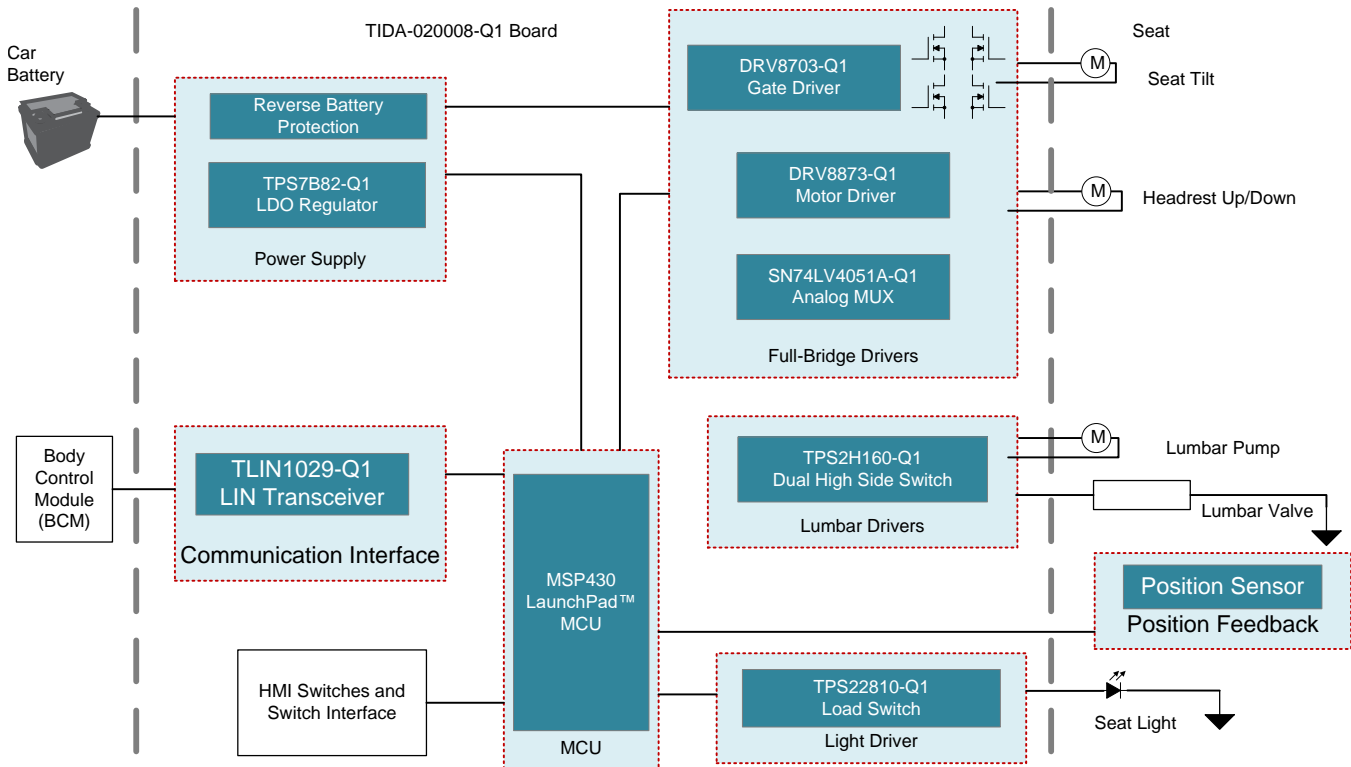 TIDA-020008-Q1 Board
Car
Battery
Reverse Battery
Protection
TPS7B82-Q1
LDO Regulator
Power Supply
DRV8703-Q1
Gate Driver
DRV8873-Q1
Motor Driver
SN74LV4051A-Q1
Analog MUX
Full-Bridge Drivers
Seat
M
Seat Tilt
M
Headrest Up/Down
Body
Control
Module
(BCM)
TLIN1029-Q1
LIN Transceiver
Communication Interface
MSP430
LaunchPad™
MCU
MCU
HMI Switches and
Switch Interface
TPS2H160-Q1
Dual High Side Switch
Lumbar Drivers
M
Lumbar Pump
Lumbar Valve
Position Sensor
Position Feedback
TPS22810-Q1
Load Switch
Light Driver
Seat Light